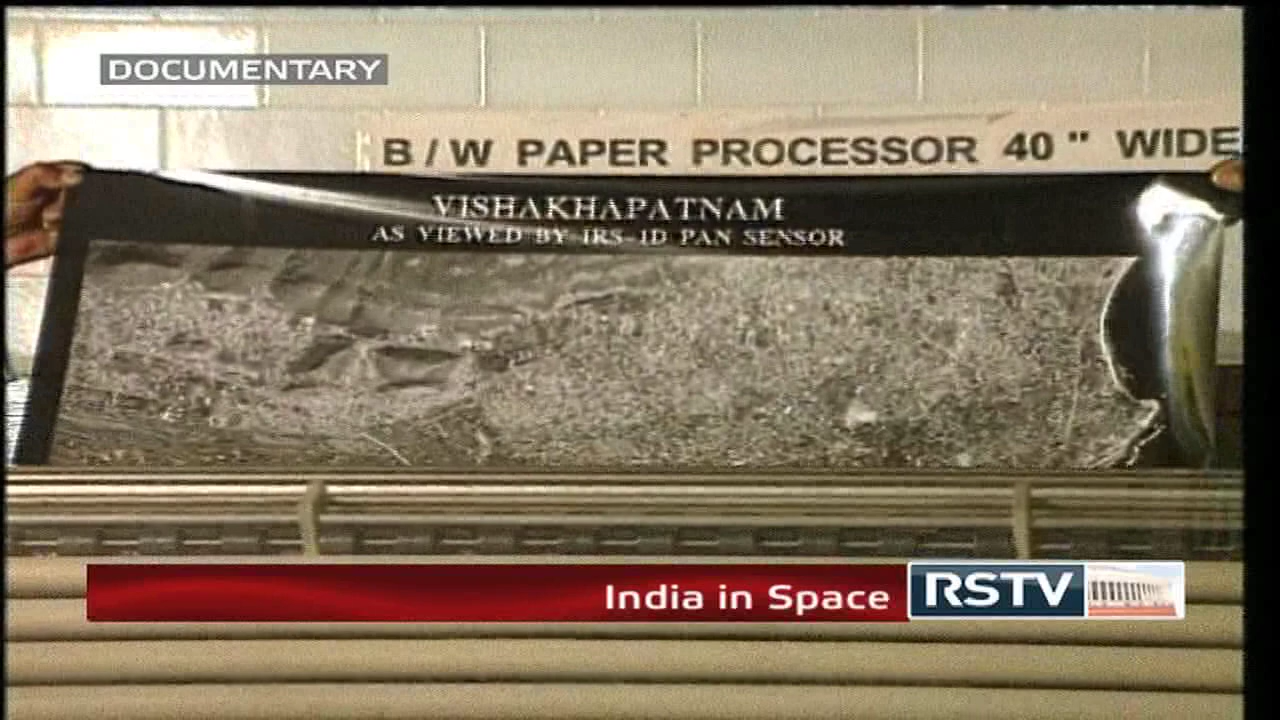 DOCUMENTARY
B / W PAPER PROCESSOR 40 " WIDE
VISHAKHAPATNAM
AS VIEWED BY IRS-1D PAN SENSOR
India in Space
RSTV